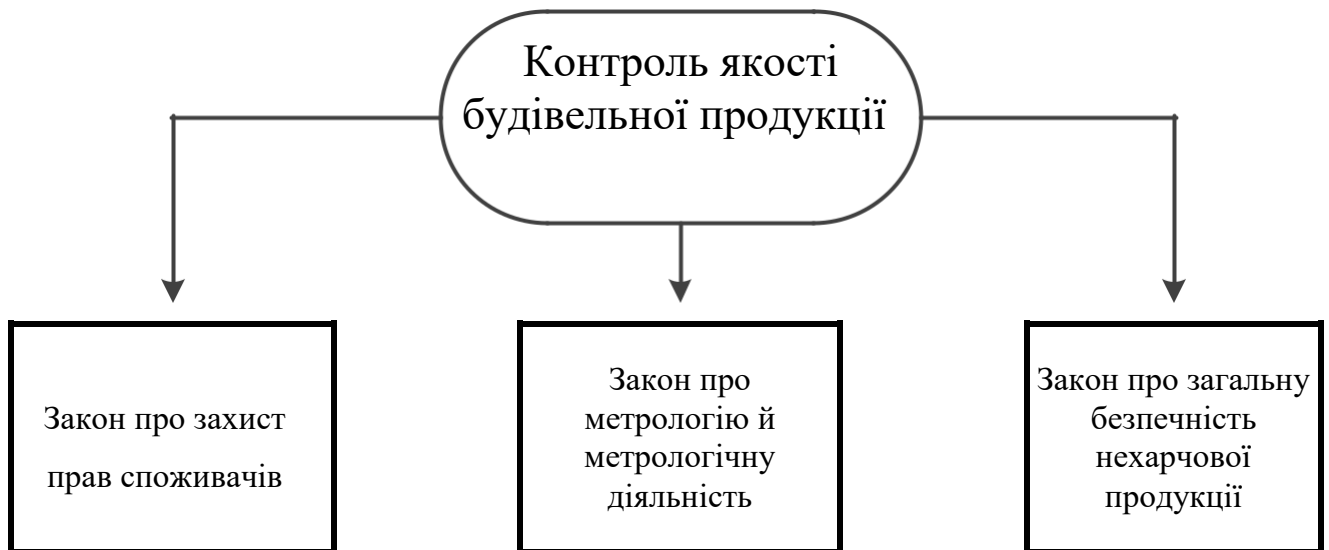 Контроль якості
будівельної продукції
Закон про захист
прав споживачів
Закон про
метрологію й
метрологічну
діяльність
Закон про загальну
безпечність
нехарчової
продукції